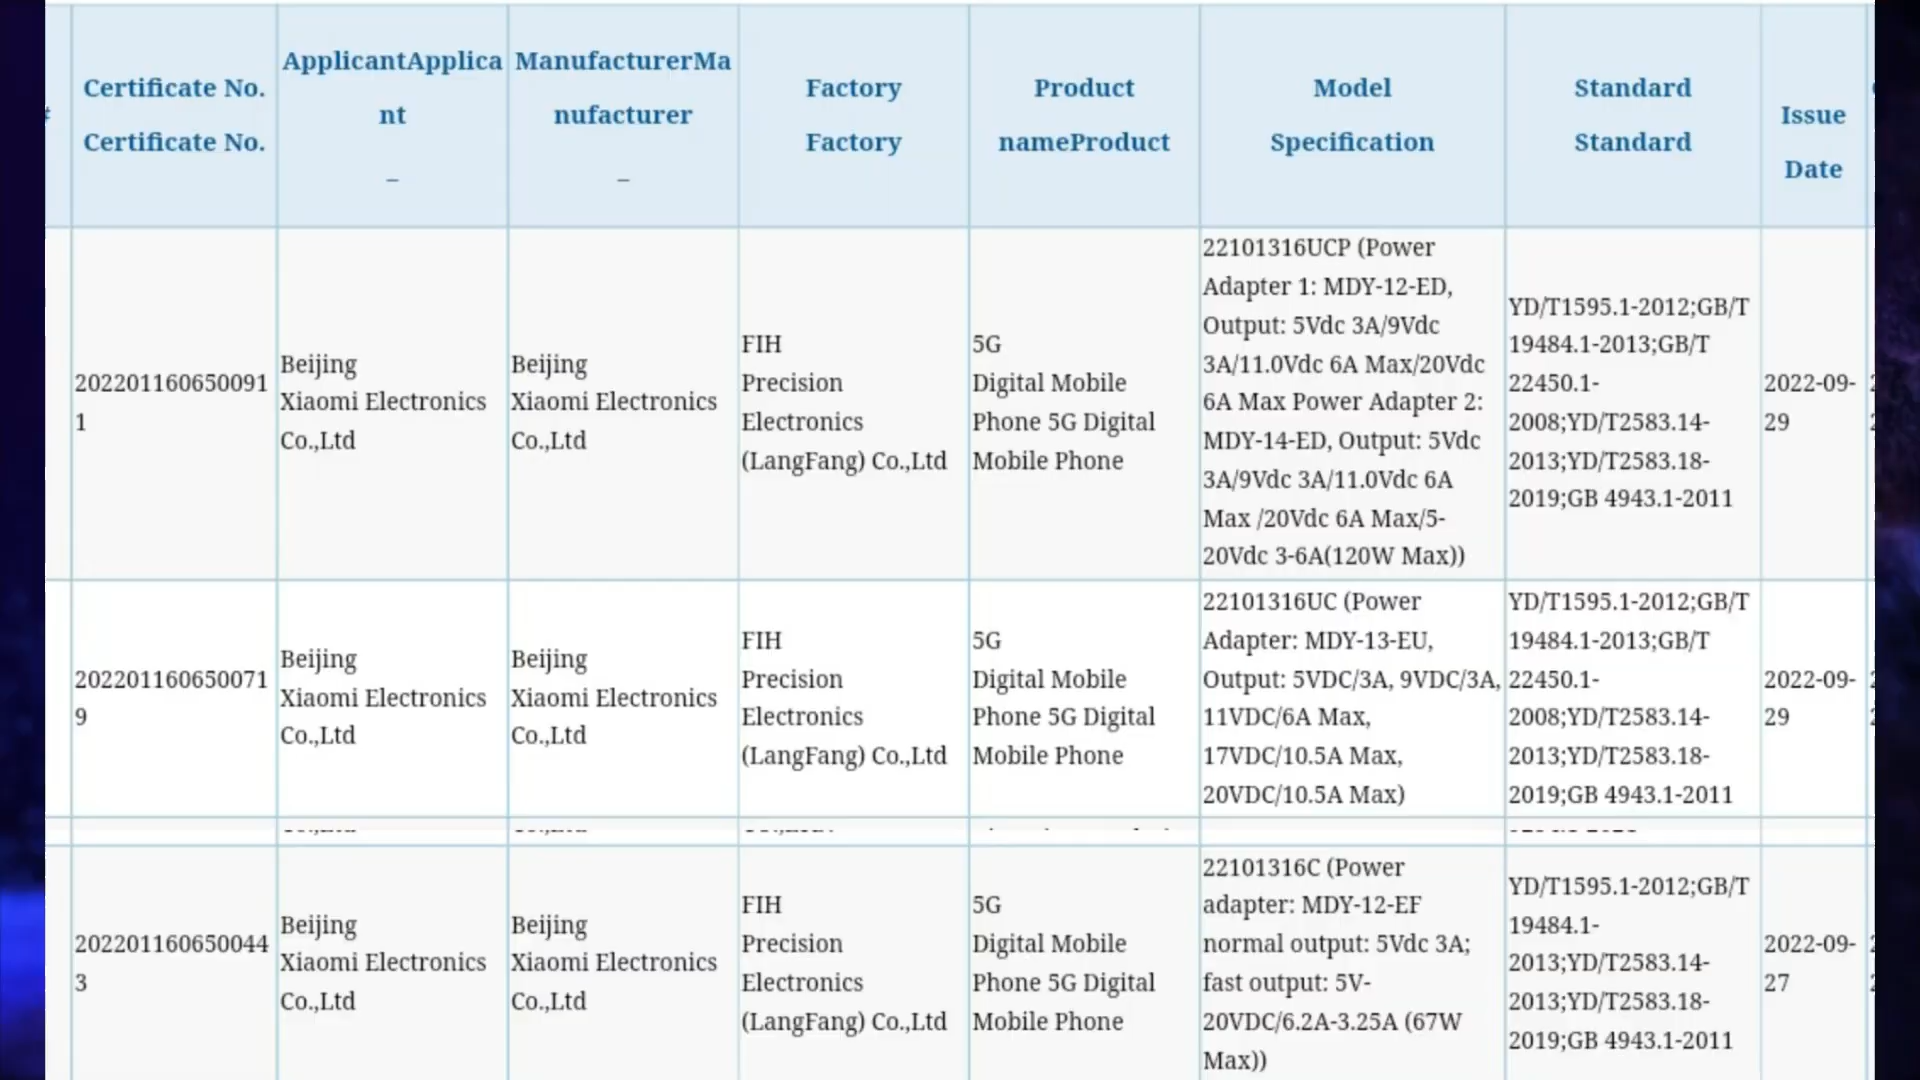 Certificate No.
Certificate No.
ApplicantApplica
nt
–
ManufacturerMa
nufacturer
–
Factory
Factory
Product
nameProduct
Model
Specification
Standard
Standard
Issue
Date
202201160650091
1
Beijing
Xiaomi Electronics
Co.,Ltd
Beijing
Xiaomi Electronics
Co.,Ltd
FIH
Precision
Electronics
(LangFang) Co.,Ltd
5G
Digital Mobile
Phone 5G Digital
Mobile Phone
22101316UCP (Power
Adapter 1: MDY-12-ED,
Output: 5Vdc 3A/9Vdc
3A/11.0Vdc 6A Max/20Vdc
6A Max Power Adapter 2:
MDY-14-ED, Output: 5Vdc
3A/9Vdc 3A/11.0Vdc 6A
Max /20Vdc 6A Max/5-
20Vdc 3-6A(120W Max))
YD/T1595.1-2012;GB/T
19484.1-2013;GB/T
22450.1-
2008;YD/T2583.14-
2013;YD/T2583.18-
2019;GB 4943.1-2011
2022-09-
29
202201160650071
9
Beijing
Xiaomi Electronics
Co.,Ltd
Beijing
Xiaomi Electronics
Co.,Ltd
FIH
Precision
Electronics
(LangFang) Co.,Ltd
5G
Digital Mobile
Phone 5G Digital
Mobile Phone
22101316UC (Power
Adapter: MDY-13-EU,
Output: 5VDC/3A, 9VDC/3A,
11VDC/6A Max,
17VDC/10.5A Max,
20VDC/10.5A Max)
YD/T1595.1-2012;GB/T
19484.1-2013;GB/T
22450.1-
2008;YD/T2583.14-
2013;YD/T2583.18-
2019;GB 4943.1-2011
2022-09-
29
202201160650044
3
Beijing
Xiaomi Electronics
Co.,Ltd
Beijing
Xiaomi Electronics
Co.,Ltd
FIH
Precision
Electronics
(LangFang) Co.,Ltd
5G
Digital Mobile
Phone 5G Digital
Mobile Phone
22101316C (Power
adapter: MDY-12-EF
normal output: 5Vdc 3A;
fast output: 5V-
20VDC/6.2A-3.25A (67W
Max))
YD/T1595.1-2012;GB/T
19484.1-
2013;YD/T2583.14-
2013;YD/T2583.18-
2019;GB 4943.1-2011
2022-09-
27